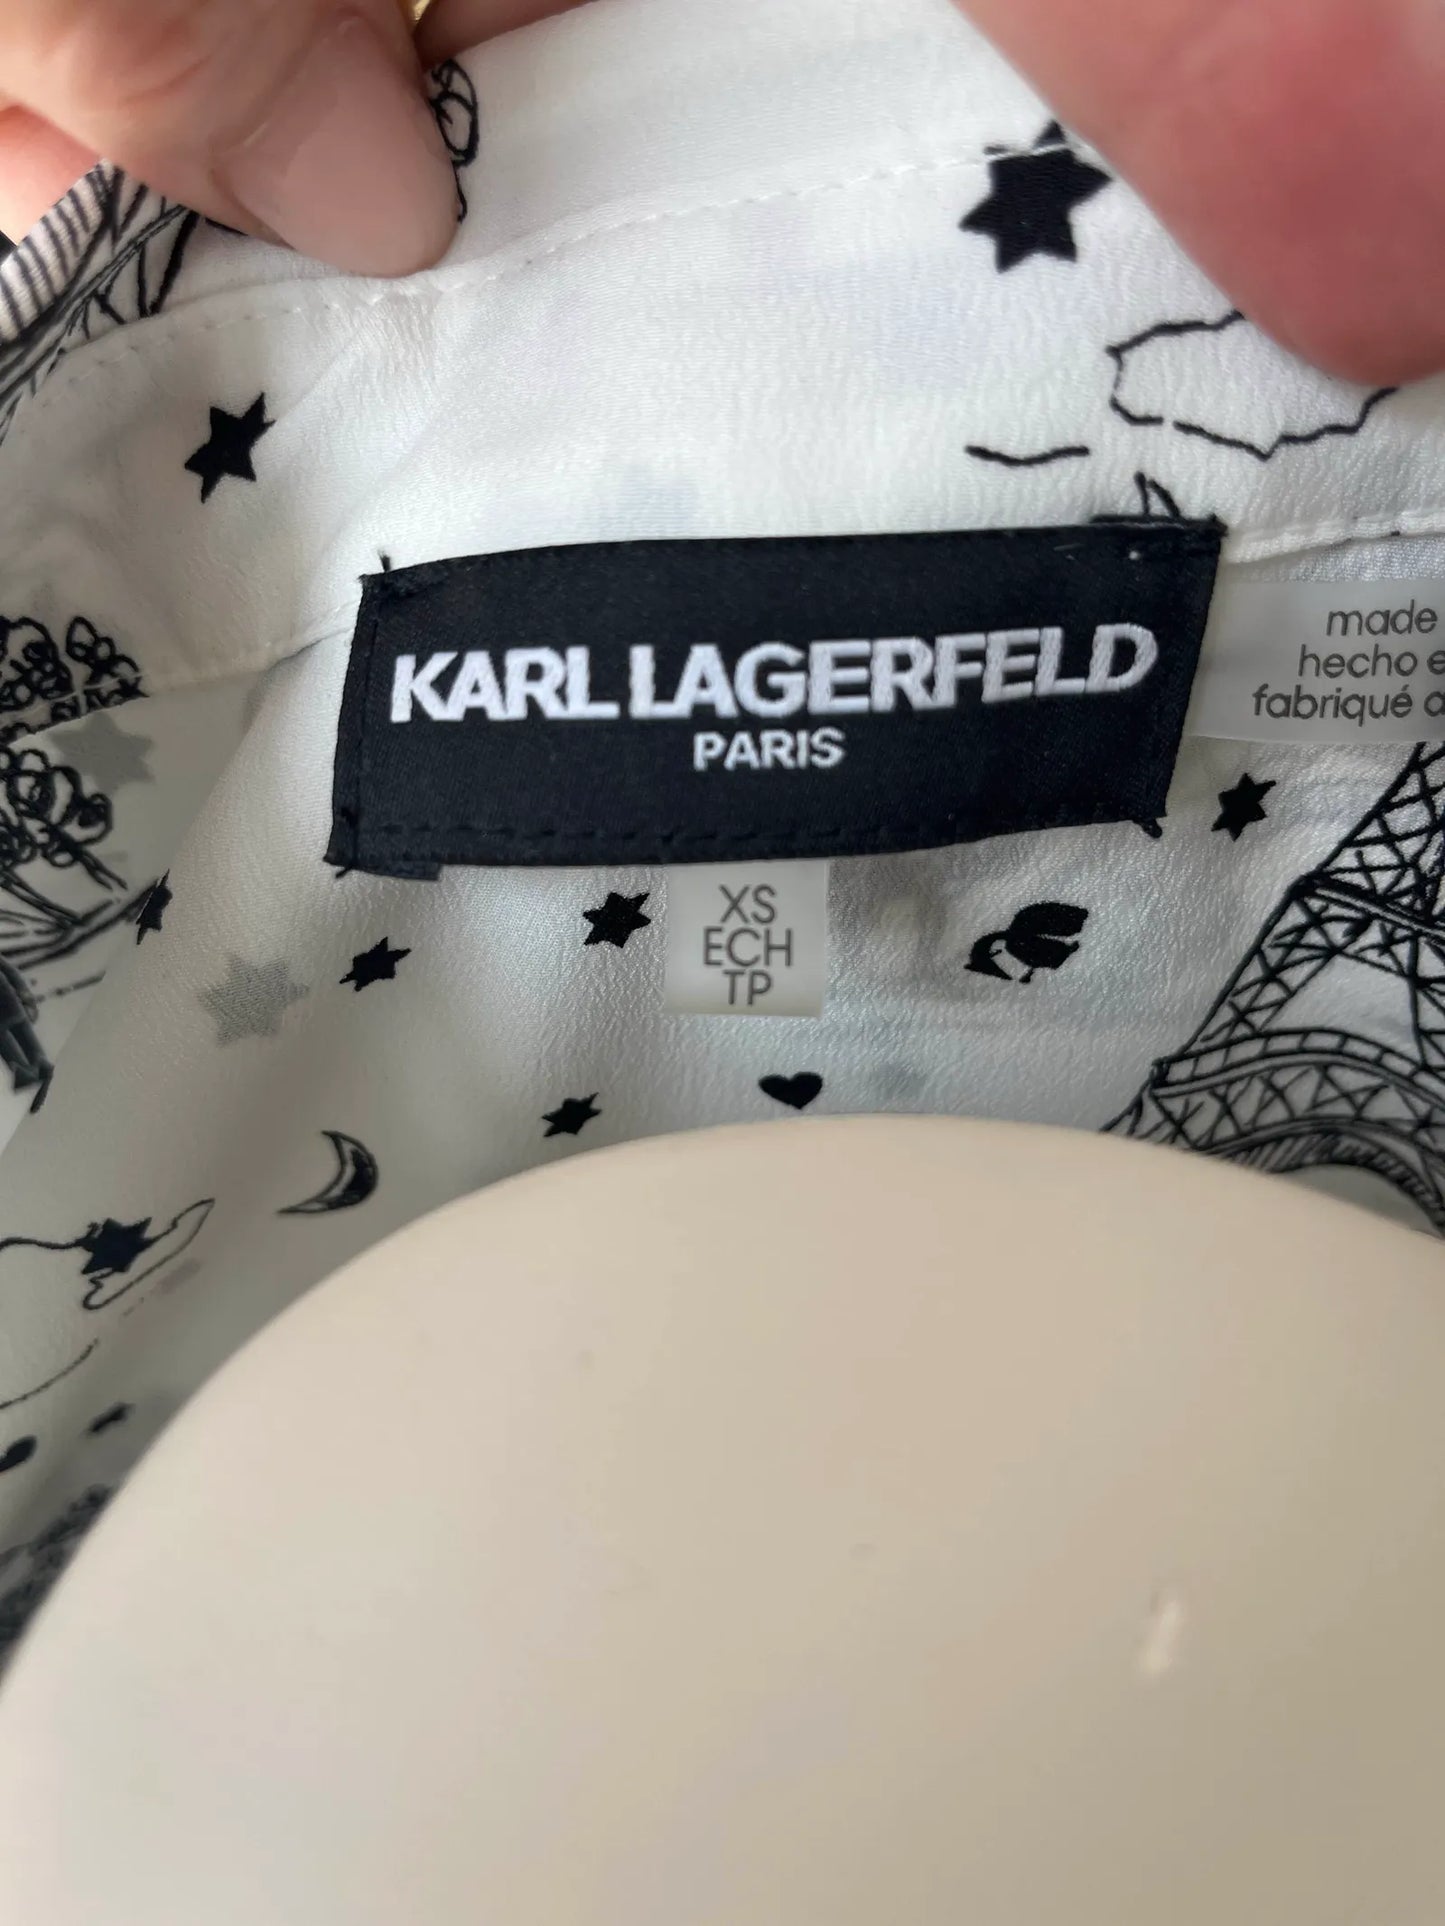 KARL LAGERFELD
PARIS
XS
ECH
TP
made
hecho e
fabriqué